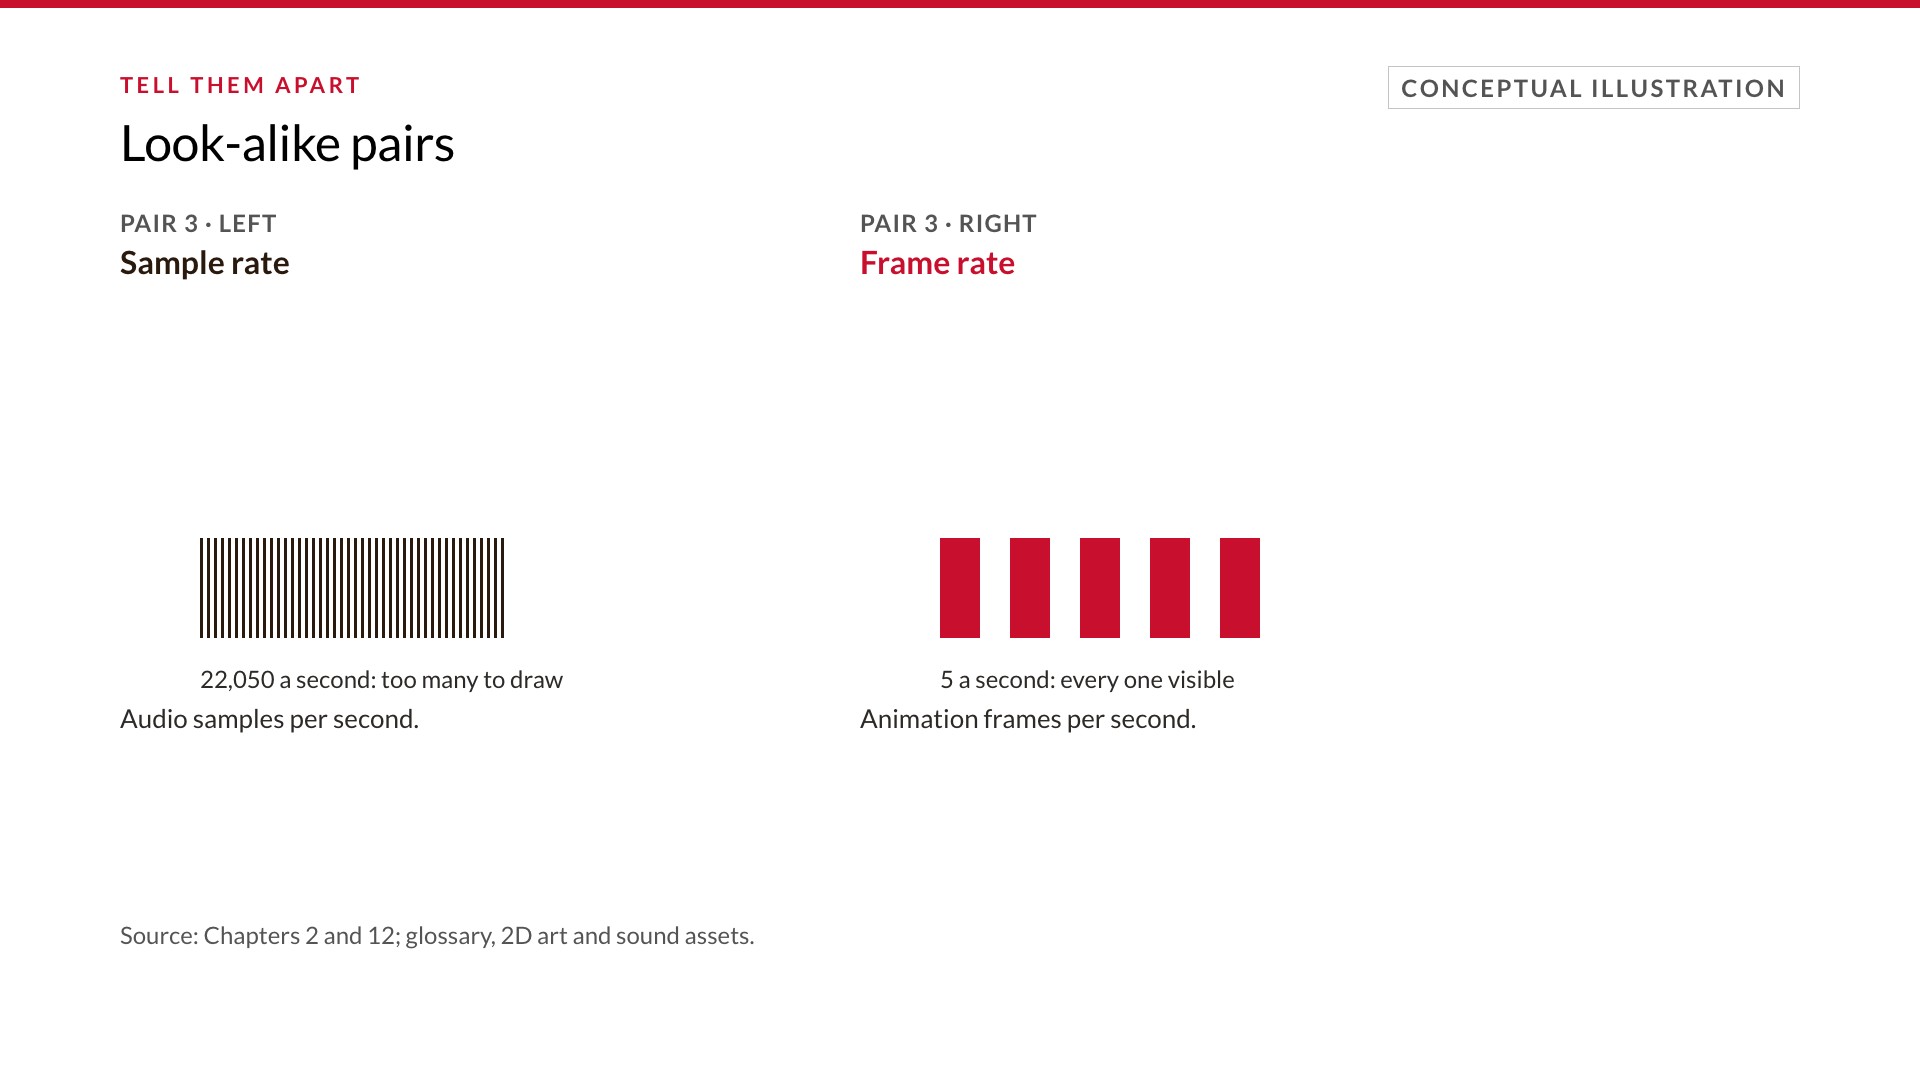 TELL THEM APART
CONCEPTUAL ILLUSTRATION
Look-alike pairs
PAIR 3 · LEFT
Sample rate
22,050 a second: too many to draw
Audio samples per second.
PAIR 3 · RIGHT
Frame rate
5 a second: every one visible
Animation frames per second.
Source: Chapters 2 and 12; glossary, 2D art and sound assets.